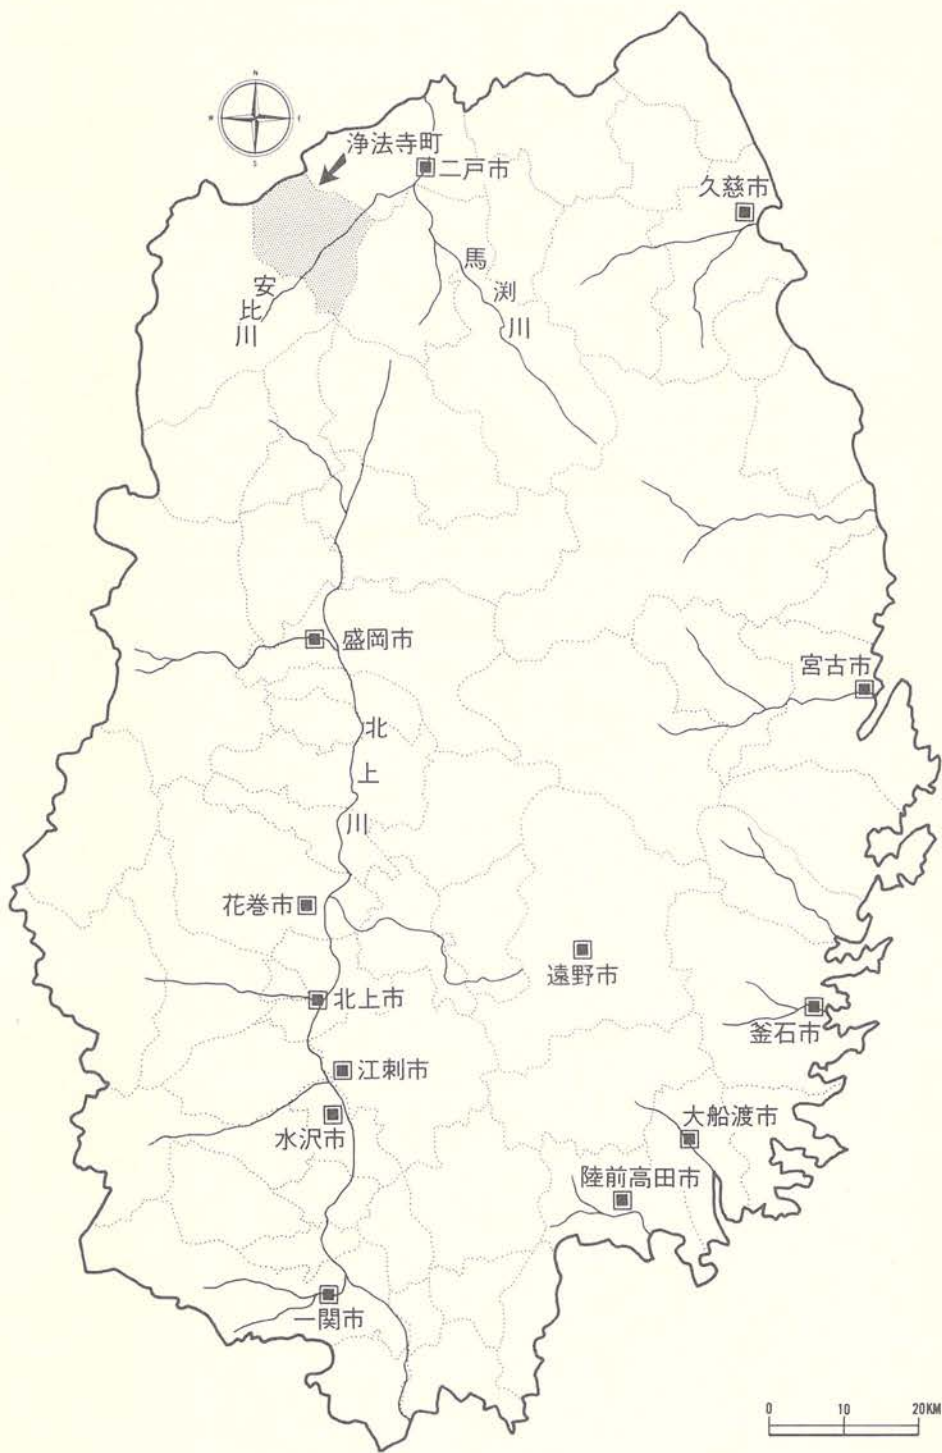 N
W
E
S
浄法寺町
二戸市
久慈市
馬渕川
安比川
盛岡市
宮古市
北上川
花巻市
遠野市
北上市
釜石市
江刺市
大船渡市
水沢市
陸前高田市
一関市
0 10 20KM